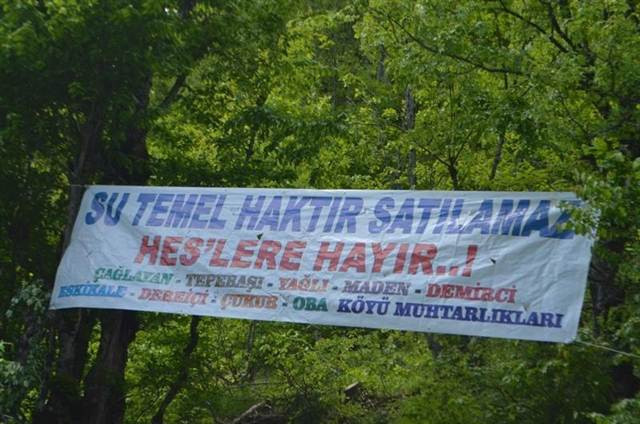 SU TEMEL HAKTIR SATILAMAZ
HES'LERE HAYIR..!
ÇAĞLAYAN - TEPEBAŞI - YAĞLI - MADEN - DEMİRCİ
ESKİKALE - DEREİÇİ - ÇUKUR - OBA KÖYÜ MUHTARLIKLARI